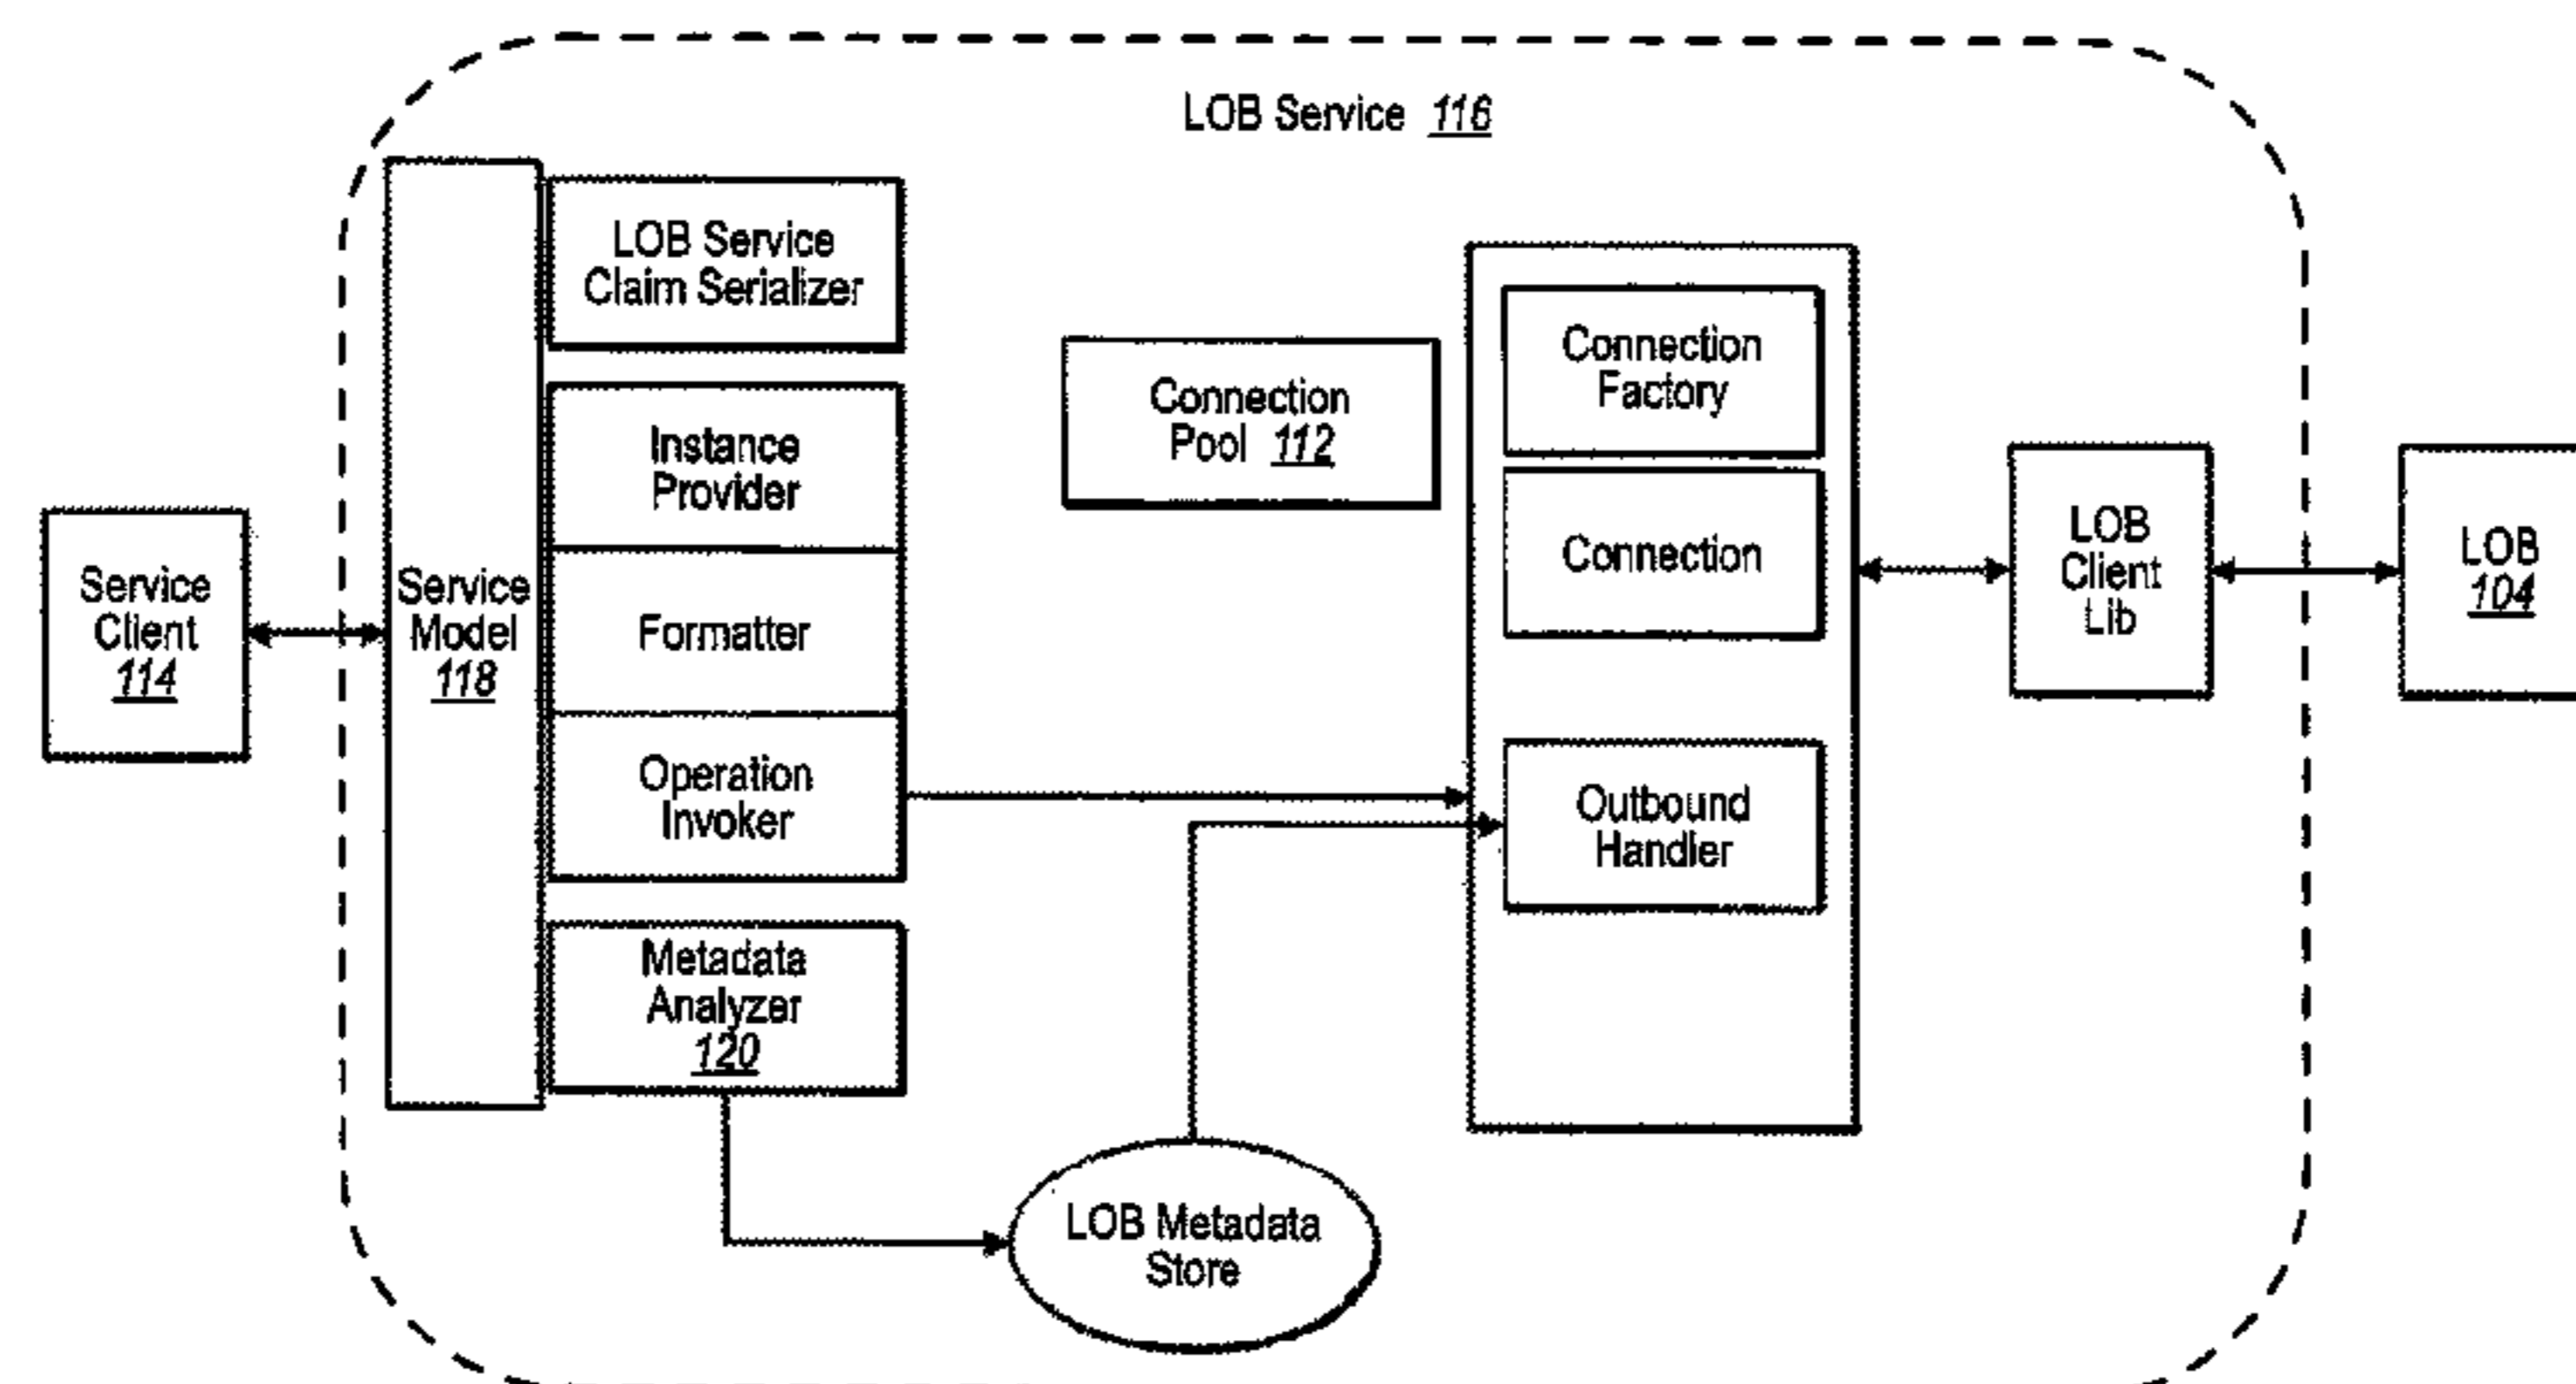 LOB Service 116
LOB Service
Claim Serializer
Instance
Provider
Formatter
Operation
Invoker
Metadata
Analyzer
120
Service
Client
114
Service
Model
118
Connection
Pool 112
Connection
Factory
Connection
Outbound
Handler
LOB
Client
Lib
LOB
104
LOB Metadata
Store